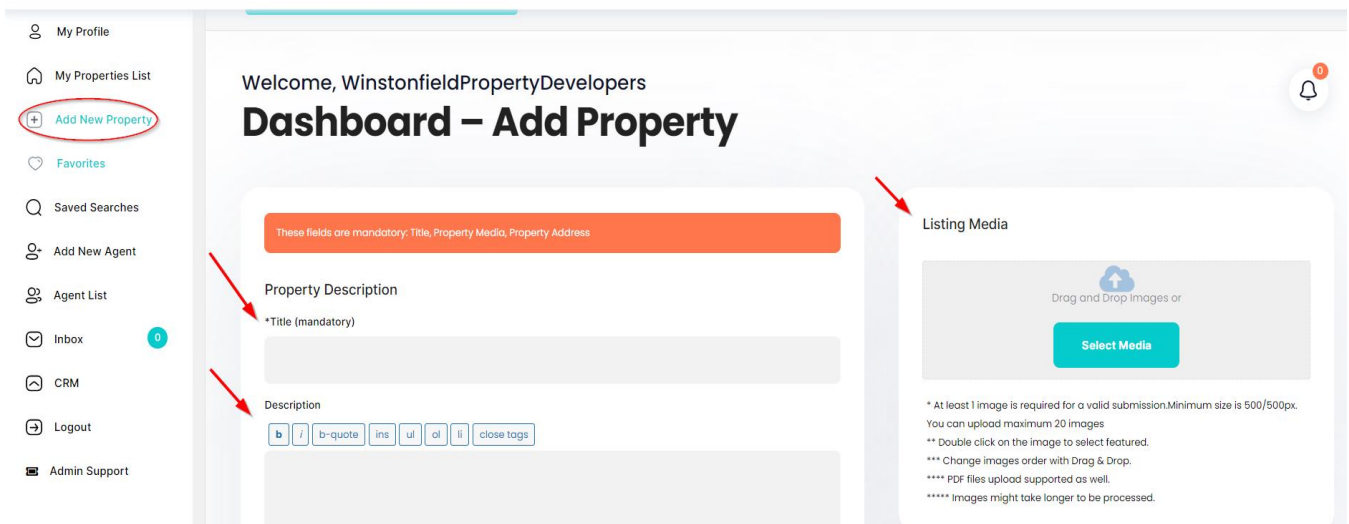 My Profile
My Properties List
Add New Property
Favorites
Saved Searches
Add New Agent
Agent List
Inbox
0
CRM
Logout
Admin Support
Welcome, WinstonfieldPropertyDevelopers
0
Dashboard – Add Property
These fields are mandatory: Title, Property Media, Property Address
Property Description
*Title (mandatory)
Description
b i b-quote ins ul ol li close tags
Listing Media
Drag and Drop Images or
Select Media
* At least 1 image is required for a valid submission.Minimum size is 500/500px.
You can upload maximum 20 images
** Double click on the image to select featured.
*** Change images order with Drag & Drop.
**** PDF files upload supported as well.
***** Images might take longer to be processed.